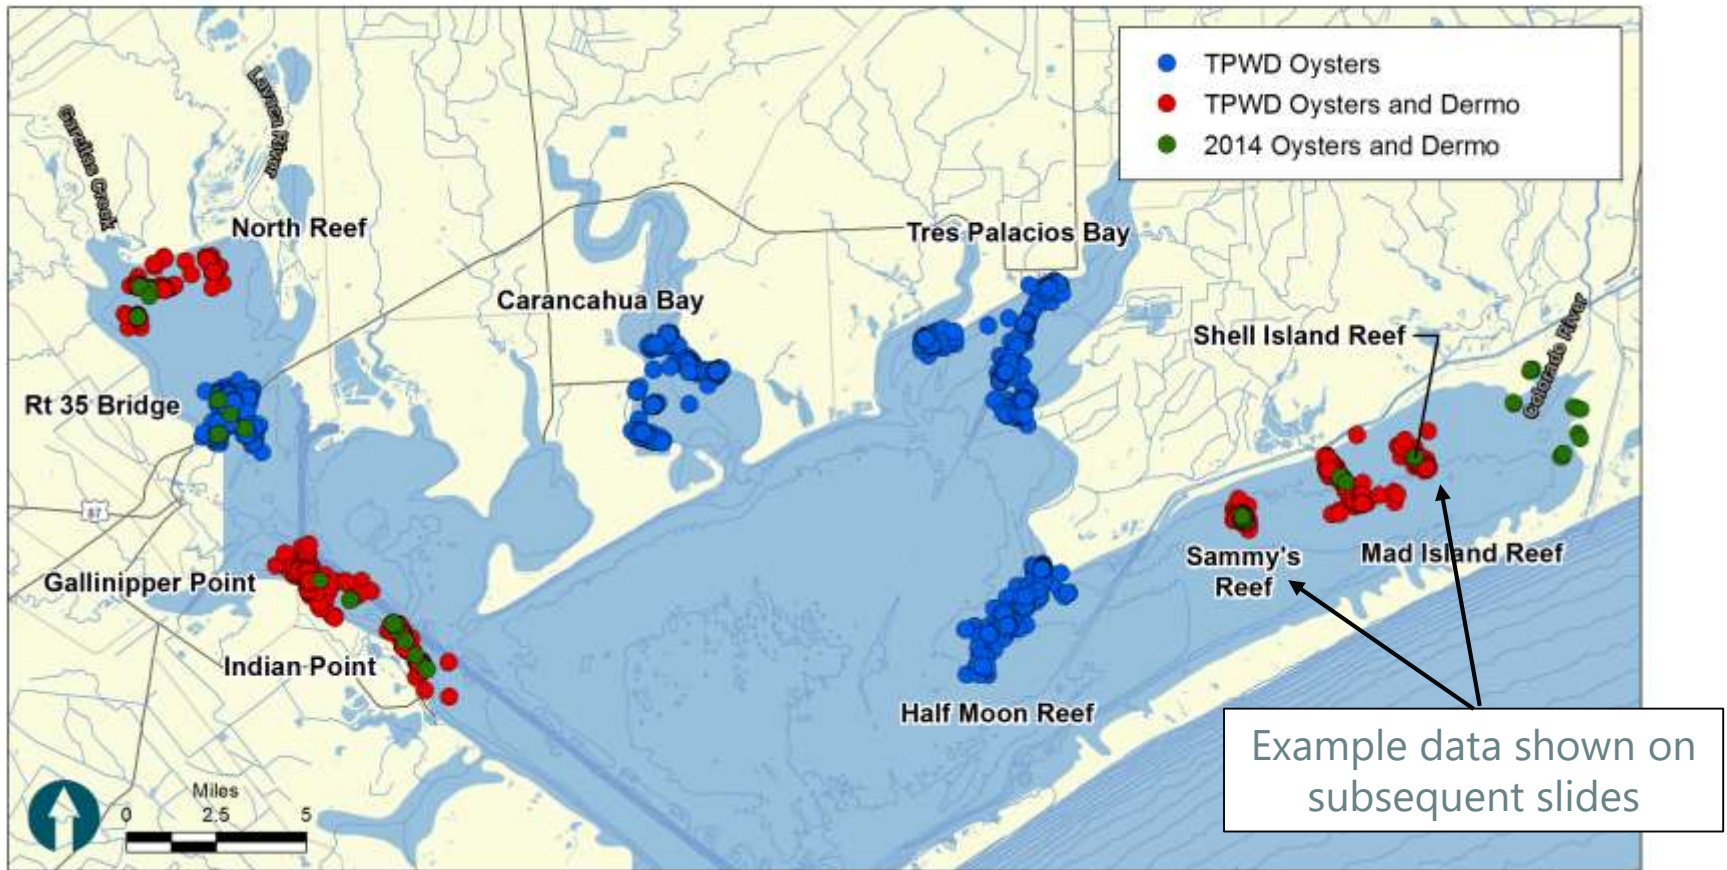 TPWD Oysters
TPWD Oysters and Dermo
2014 Oysters and Dermo
Garcitas Creek
Lavaca River
North Reef
Tres Palacios Bay
Carancahua Bay
Shell Island Reef
Colorado River
Rt 35 Bridge
87
Sammy's
Reef
Mad Island Reef
Gallinipper Point
Indian Point
Half Moon Reef
Example data shown on
subsequent slides
Miles
0 2.5 5